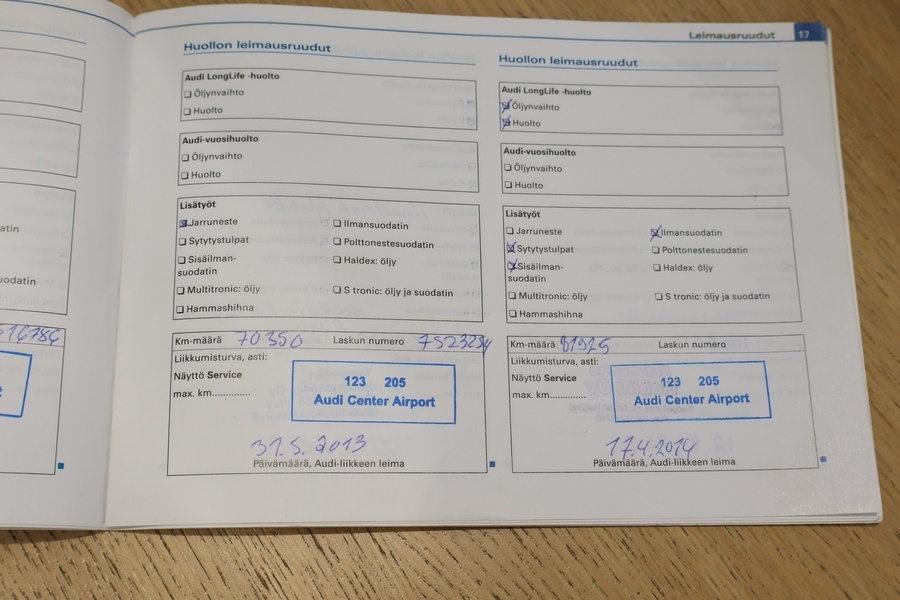 Leimausruudut 17
atin
suodatin
Huollon leimausruudut
Audi LongLife -huolto
Öljynvaihto
Huolto
Audi-vuosihuolto
Öljynvaihto
Huolto
Lisätyöt
Jarruneste
Ilmansuodatin
Sytytystulpat
Polttonestesuodatin
Sisäilman-
suodatin
Haldex: öljy
Multitronic: öljy
S tronic: öljy ja suodatin
Hammashihna
Km-määrä 70350 Laskun numero 7523234
Liikkumisturva, asti:
Näyttö Service
max. km..............
123 205
Audi Center Airport
31.5.2013
Päivämäärä, Audi-liikkeen leima
Huollon leimausruudut
Audi LongLife -huolto
Öljynvaihto
Huolto
Audi-vuosihuolto
Öljynvaihto
Huolto
Lisätyöt
Jarruneste
Ilmansuodatin
Sytytystulpat
Polttonestesuodatin
Sisäilman-
suodatin
Haldex: öljy
Multitronic: öljy
S tronic: öljy ja suodatin
Hammashihna
Km-määrä 81925 Laskun numero
Liikkumisturva, asti:
Näyttö Service
max. km..............
123 205
Audi Center Airport
17.4.2014
Päivämäärä, Audi-liikkeen leima